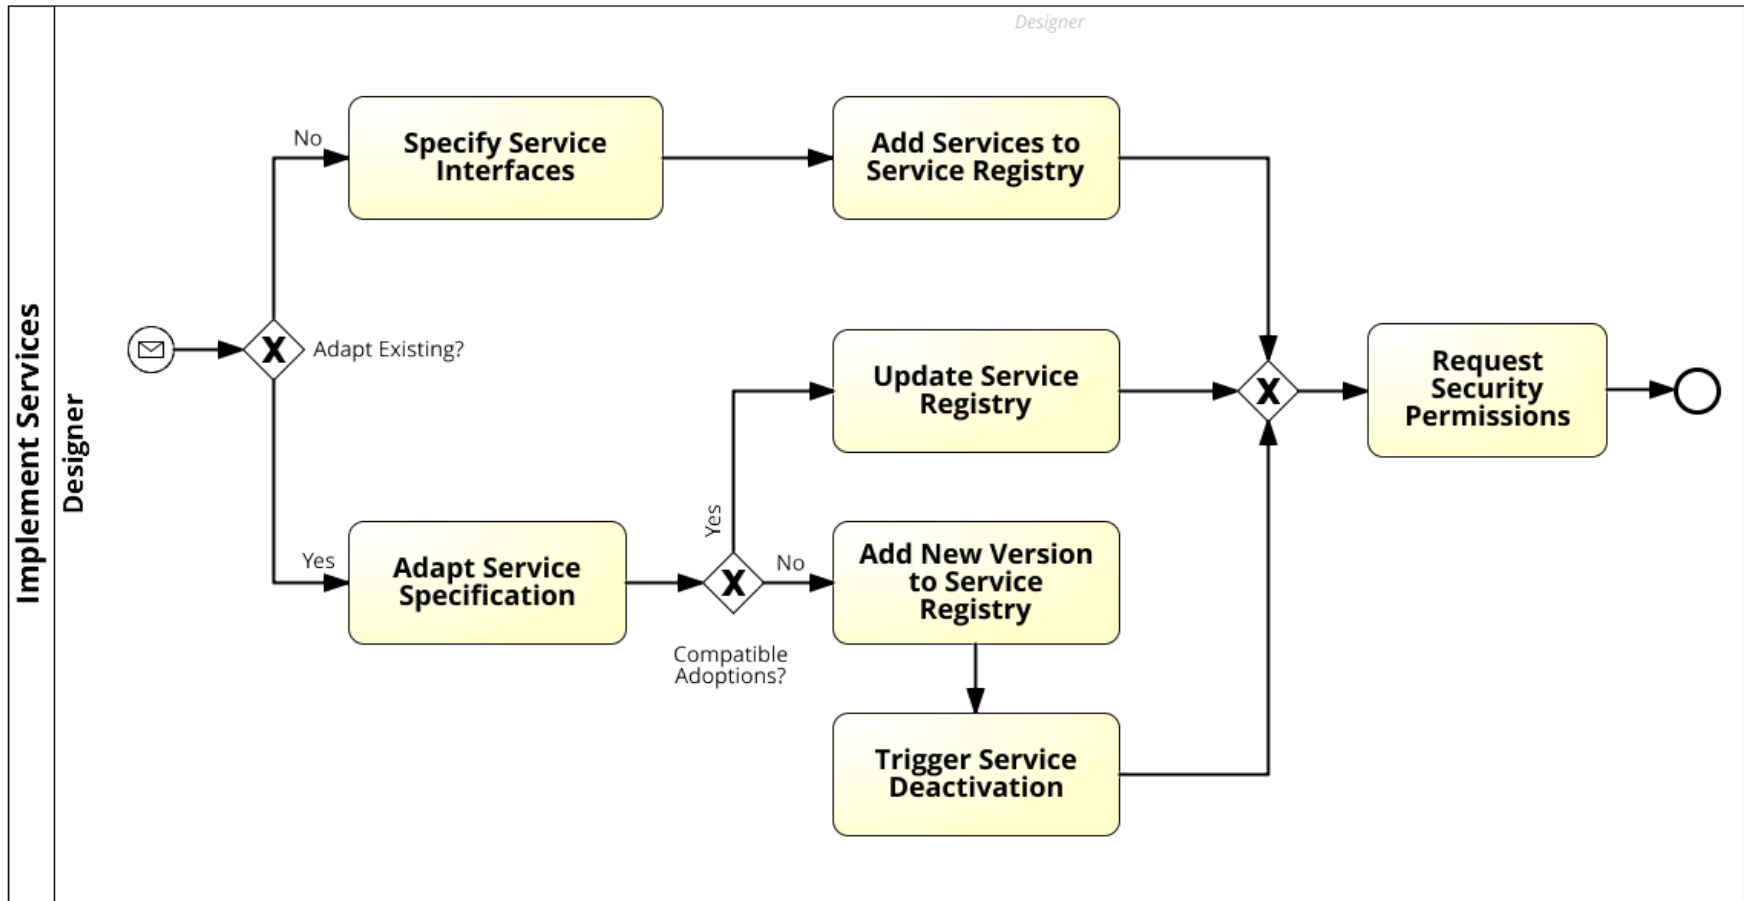 Designer
Implement Services
Designer
No
Specify Service
Interfaces
Add Services to
Service Registry
X
Adapt Existing?
Update Service
Registry
X
Request
Security
Permissions
Yes
Adapt Service
Specification
Yes
X
No
Compatible
Adoptions?
Add New Version
to Service
Registry
Trigger Service
Deactivation